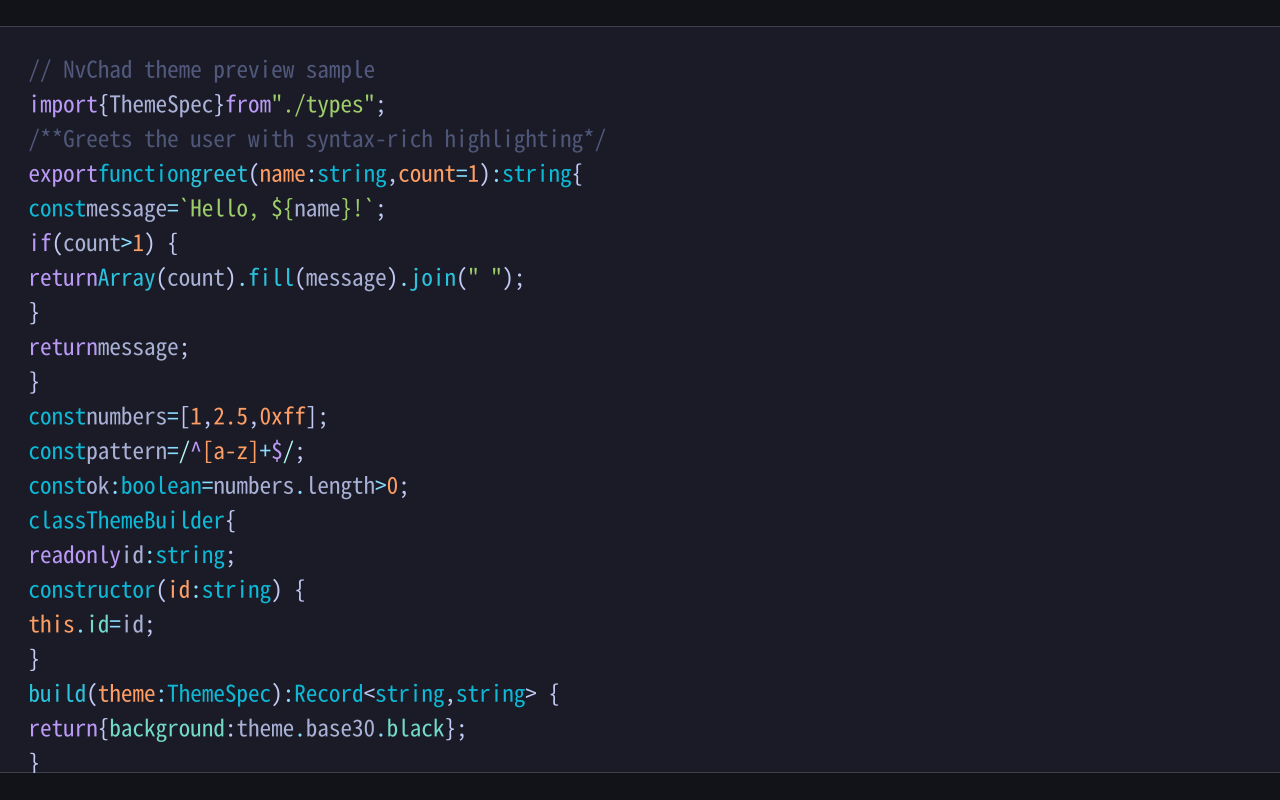 // NvChad theme preview sample
import{ThemeSpec}from"./types";
/**Greets the user with syntax-rich highlighting*/
exportfunctiongreet(name:string,count=1):string{
constmessage=`Hello, ${name}!`;
if(count>1) {
returnArray(count).fill(message).join(" ");
}
returnmessage;
}
constnumbers=[1,2.5,0xff];
constpattern=/^[a-z]+$/;
constok:boolean=numbers.length>0;
classThemeBuilder{
readonlyid:string;
constructor(id:string) {
this.id=id;
}
build(theme:ThemeSpec):Record<string,string> {
return{background:theme.base30.black};
}